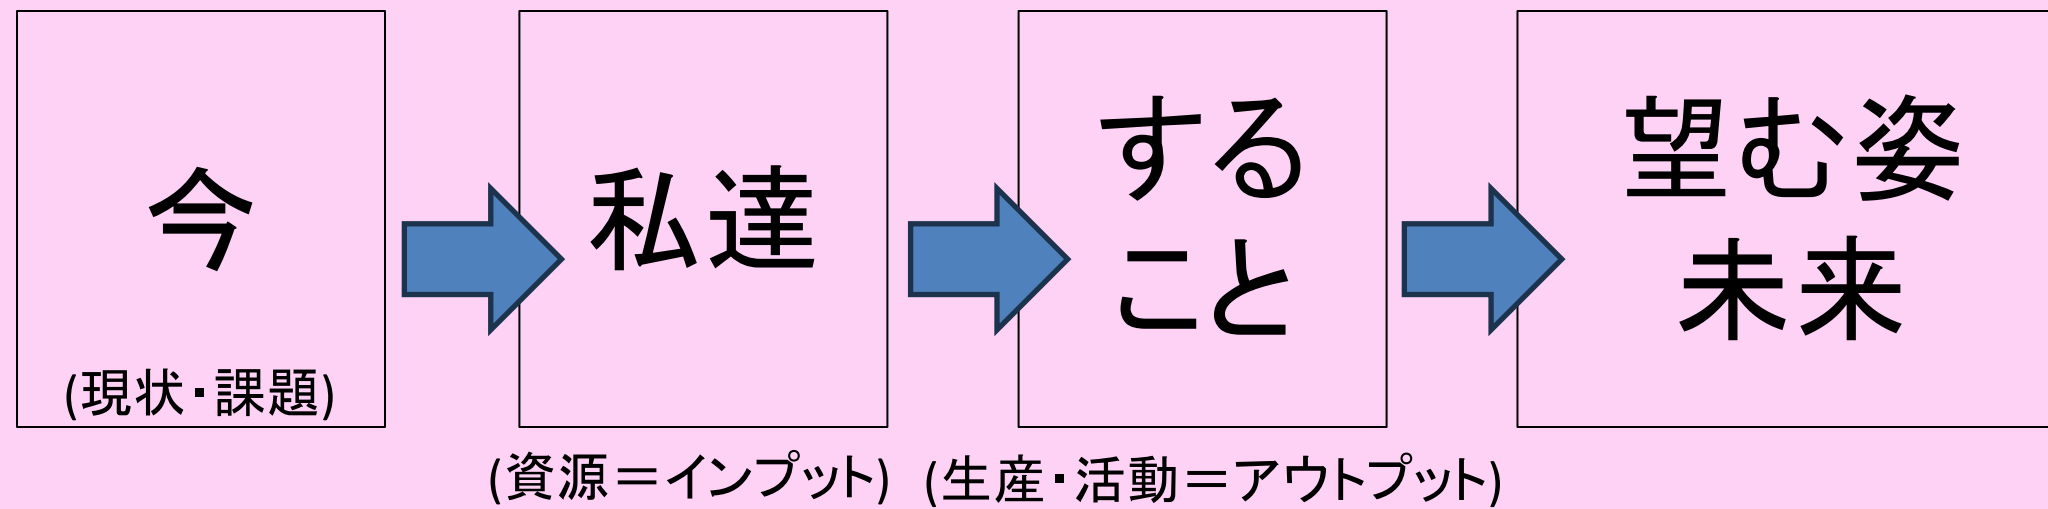 今
(現状・課題)
私達
(資源＝インプット)
する
こと
(生産・活動＝アウトプット)
望む姿
未来